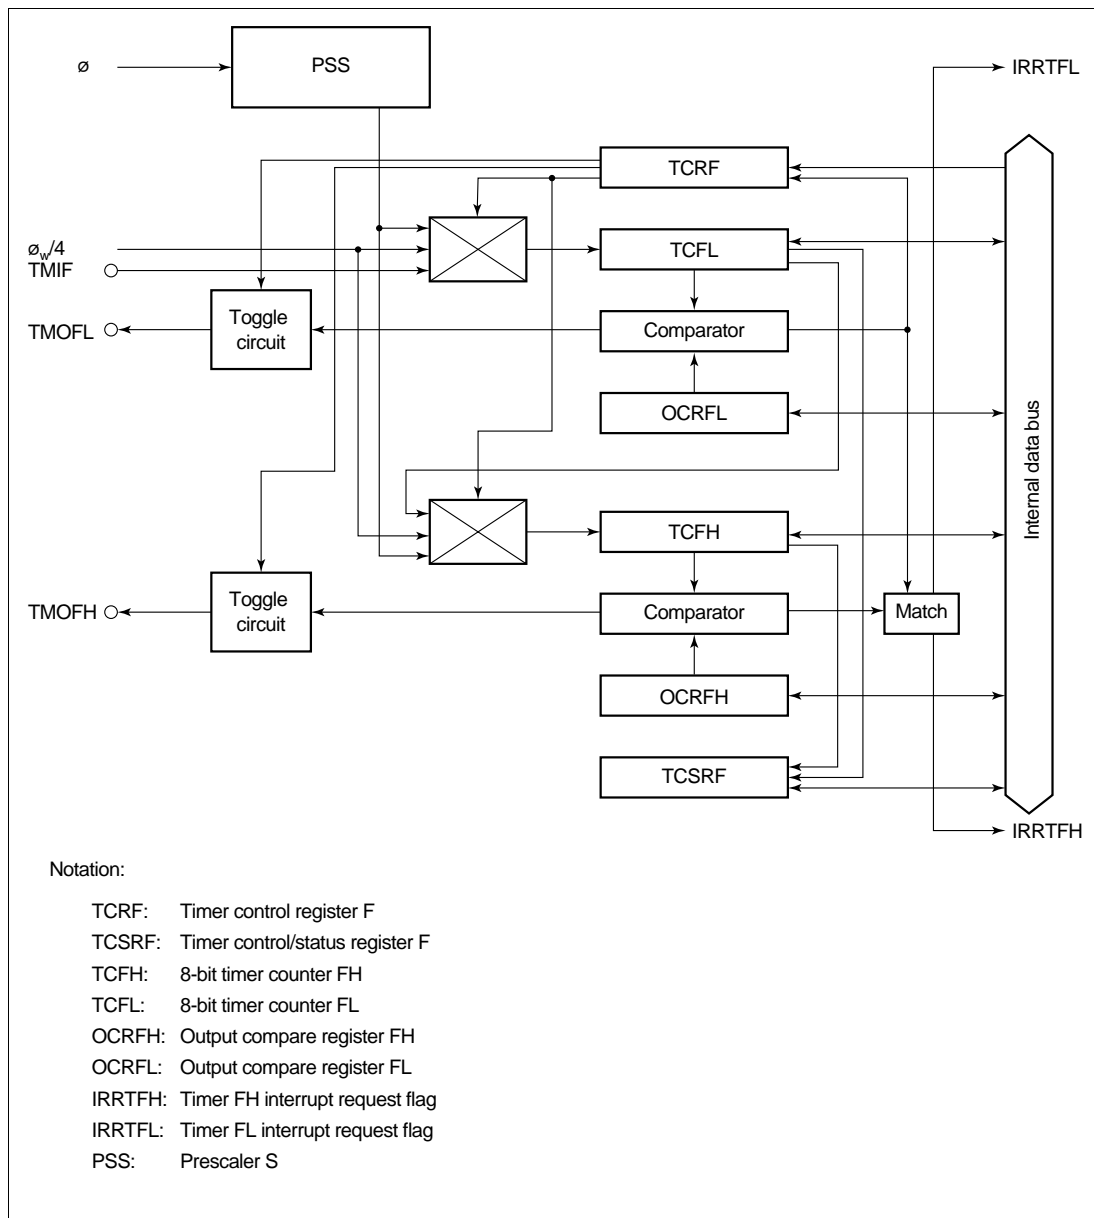 ø
PSS
IRRTFL
TCRF
øw/4
TMIF
TCFL
TMOFL
Toggle
circuit
Comparator
OCRFL
Internal data bus
TCFH
TMOFH
Toggle
circuit
Comparator
Match
OCRFH
TCSRF
IRRTFH
Notation:
TCRF: Timer control register F
TCSRF: Timer control/status register F
TCFH: 8-bit timer counter FH
TCFL: 8-bit timer counter FL
OCRFH: Output compare register FH
OCRFL: Output compare register FL
IRRTFH: Timer FH interrupt request flag
IRRTFL: Timer FL interrupt request flag
PSS: Prescaler S